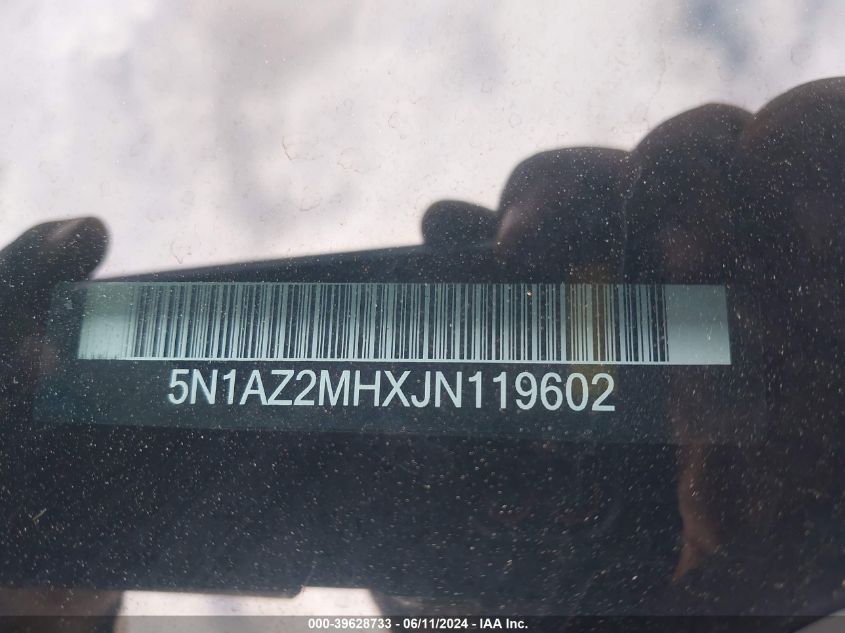 5N1AZ2MHXJN119602
000-39628733 - 06/11/2024 - IAA Inc.